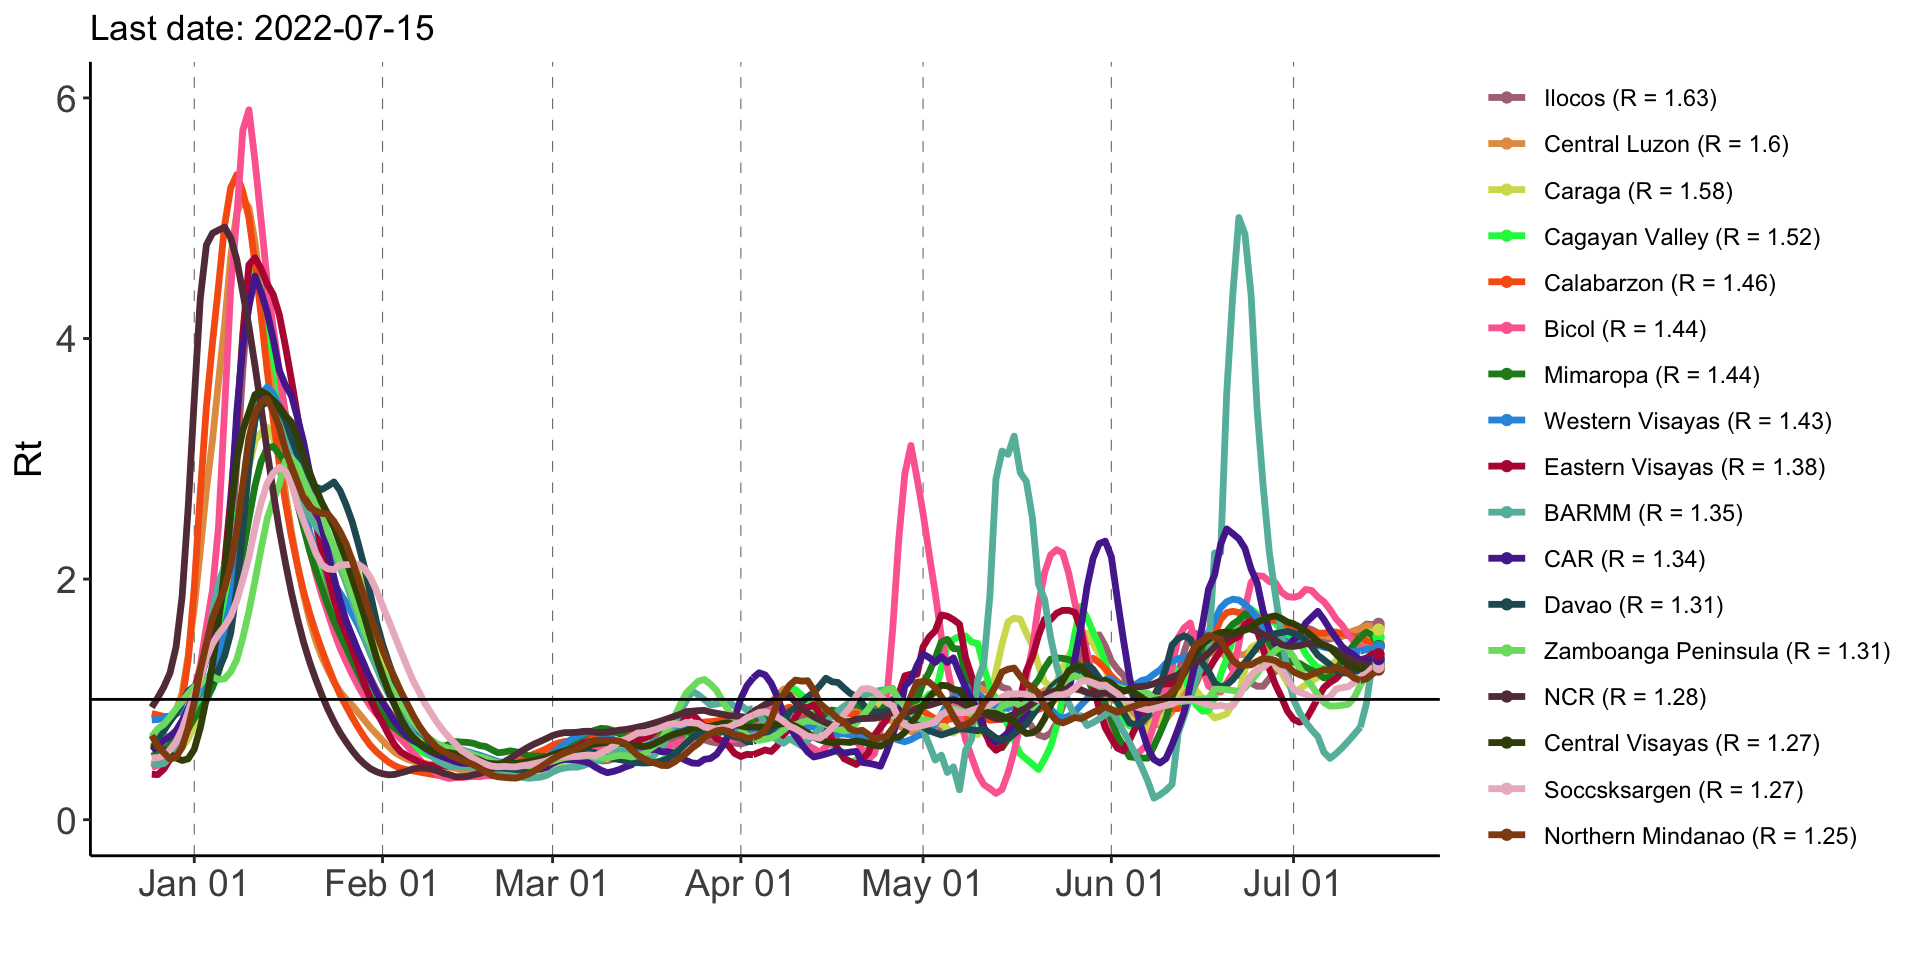 Last date: 2022-07-15
Rt
6
4
2
0
Jan 01
Feb 01
Mar 01
Apr 01
May 01
Jun 01
Jul 01
Ilocos (R = 1.63)
Central Luzon (R = 1.6)
Caraga (R = 1.58)
Cagayan Valley (R = 1.52)
Calabarzon (R = 1.46)
Bicol (R = 1.44)
Mimaropa (R = 1.44)
Western Visayas (R = 1.43)
Eastern Visayas (R = 1.38)
BARMM (R = 1.35)
CAR (R = 1.34)
Davao (R = 1.31)
Zamboanga Peninsula (R = 1.31)
NCR (R = 1.28)
Central Visayas (R = 1.27)
Soccsksargen (R = 1.27)
Northern Mindanao (R = 1.25)